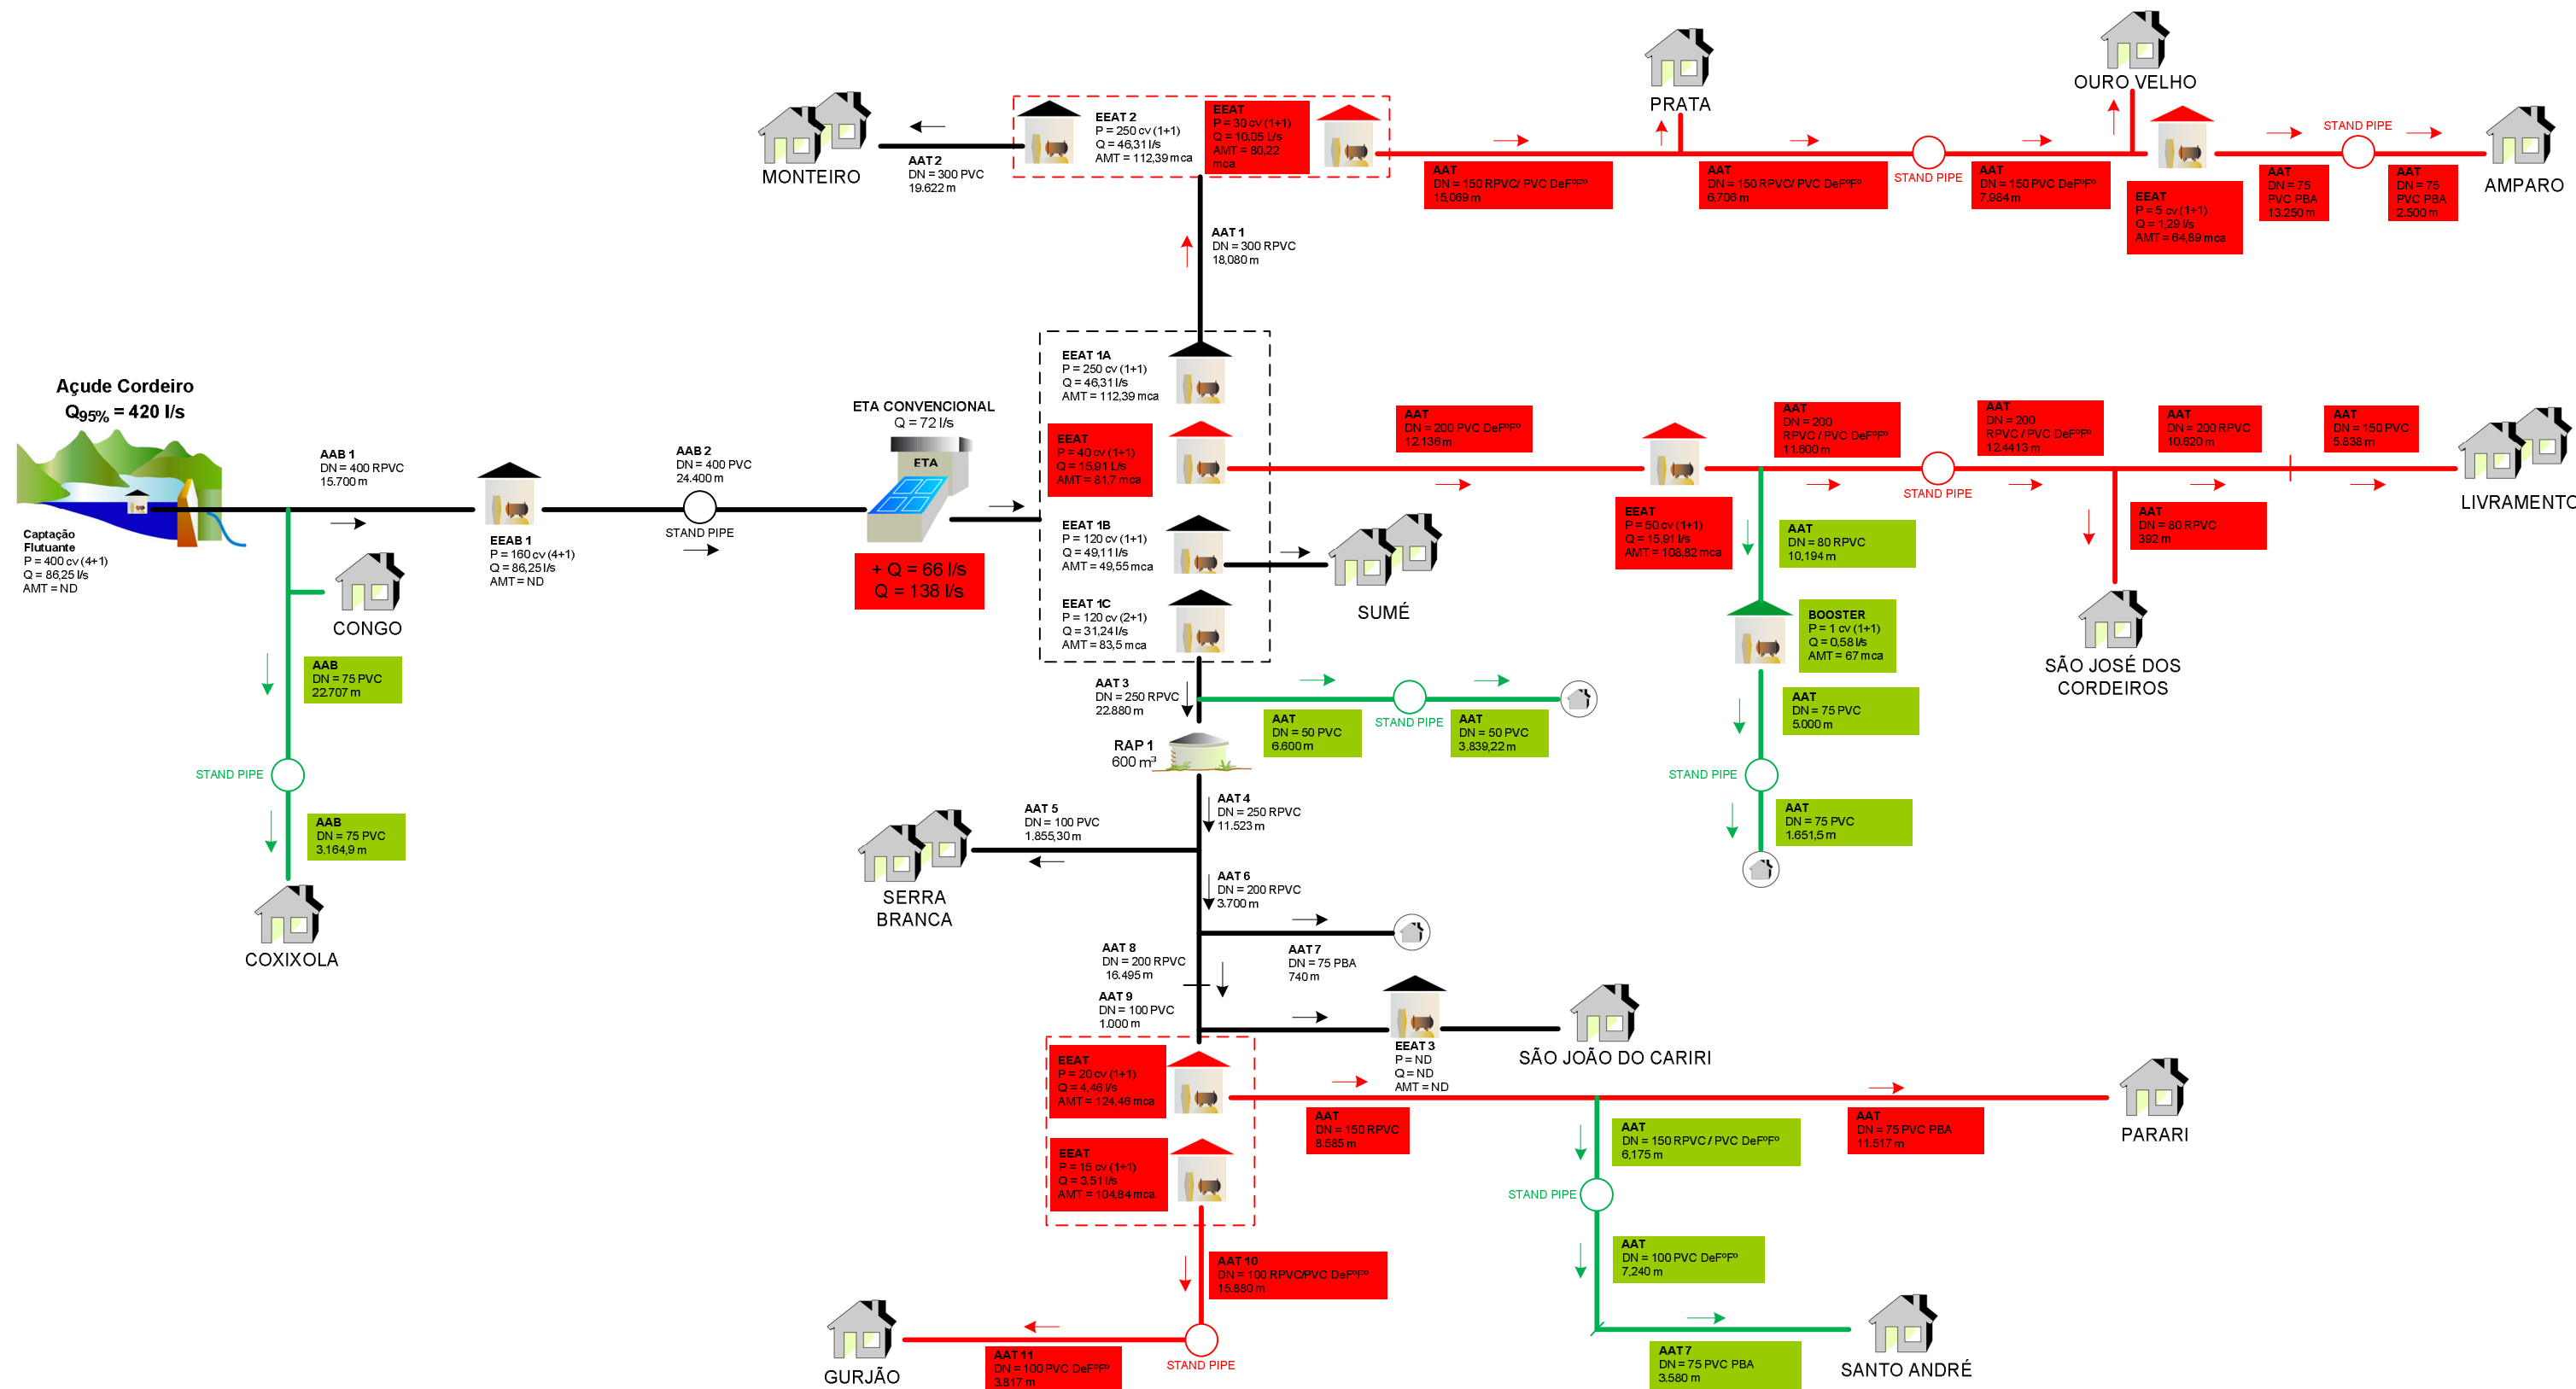 PRATA
OURO VELHO
AMPARO
MONTEIRO
AAT 2
DN = 300 PVC
19.622 m
EEAT 2
P = 250 cv (1+1)
Q = 46,31 l/s
AMT = 112,39 mca
EEAT
P = 30 cv (1+1)
Q = 10,05 l/s
AMT = 80,22
mca
AAT
DN = 150 RPVC/ PVC DeFºFº
15,069 m
AAT
DN = 150 RPVC/ PVC DeFºFº
6.706 m
STAND PIPE
AAT
DN = 150 PVC DeFºFº
7,984 m
EEAT
P = 5 cv (1+1)
Q = 1,29 l/s
AMT = 64,89 mca
STAND PIPE
AAT
DN = 75
PVC PBA
13.250 m
AAT
DN = 75
PVC PBA
2.500 m
AAT 1
DN = 300 RPVC
18,080 m
Açude Cordeiro
Q95% = 420 l/s
Captação
Flutuante
P = 400 cv (4+1)
Q = 86,25 l/s
AMT = ND
AAB 1
DN = 400 RPVC
15.700 m
EEAB 1
P = 160 cv (4+1)
Q = 86,25 l/s
AMT = ND
AAB 2
DN = 400 PVC
24.400 m
STAND PIPE
ETA CONVENCIONAL
Q = 72 l/s
ETA
+ Q = 66 l/s
Q = 138 l/s
EEAT 1A
P = 250 cv (1+1)
Q = 46,31 l/s
AMT = 112,39 mca
EEAT
P = 40 cv (1+1)
Q = 15,91 L/s
AMT = 81,7 mca
EEAT 1B
P = 120 cv (1+1)
Q = 49,11 l/s
AMT = 49,55 mca
EEAT 1C
P = 120 cv (2+1)
Q = 31,24 l/s
AMT = 83,5 mca
SUMÉ
AAT
DN = 200 PVC DeFºFº
12.136 m
EEAT
P = 50 cv (1+1)
Q = 15,91 l/s
AMT = 108,82 mca
AAT
DN = 200
RPVC / PVC DeFºFº
11.600 m
STAND PIPE
AAT
DN = 200
RPVC / PVC DeFºFº
12.4413 m
AAT
DN = 200 RPVC
10.620 m
AAT
DN = 150 PVC
5.838 m
LIVRAMENTO
AAT
DN = 80 RPVC
392 m
SÃO JOSÉ DOS
CORDEIROS
AAT
DN = 80 RPVC
10,194 m
BOOSTER
P = 1 cv (1+1)
Q = 0,58 l/s
AMT = 67 mca
AAT
DN = 75 PVC
5.000 m
STAND PIPE
AAT
DN = 75 PVC
1.651,5 m
CONGO
AAB
DN = 75 PVC
22.707 m
STAND PIPE
AAB
DN = 75 PVC
3.164,9 m
COXIXOLA
AAT 3
DN = 250 RPVC
22.880 m
AAT
DN = 50 PVC
6.600 m
STAND PIPE
AAT
DN = 50 PVC
3.839,22 m
RAP 1
600 m³
AAT 4
DN = 250 RPVC
11.523 m
AAT 5
DN = 100 PVC
1.855,30 m
SERRA
BRANCA
AAT 6
DN = 200 RPVC
3.700 m
AAT 7
DN = 75 PBA
740 m
AAT 8
DN = 200 RPVC
16.495 m
AAT 9
DN = 100 PVC
1.000 m
EEAT 3
P = ND
Q = ND
AMT = ND
SÃO JOÃO DO CARIRI
EEAT
P = 20 cv (1+1)
Q = 4,46 l/s
AMT = 124,46 mca
EEAT
P = 15 cv (1+1)
Q = 3,51 l/s
AMT = 104,84 mca
AAT
DN = 150 RPVC
8.585 m
AAT
DN = 75 PVC PBA
11.517 m
PARARI
AAT
DN = 150 RPVC / PVC DeFºFº
6,175 m
STAND PIPE
AAT
DN = 100 PVC DeFºFº
7,240 m
AAT 7
DN = 75 PVC PBA
3.580 m
SANTO ANDRÉ
AAT 10
DN = 100 RPVC/PVC DeFºFº
15.880 m
STAND PIPE
AAT 11
DN = 100 PVC DeFºFº
3.817 m
GURJÃO